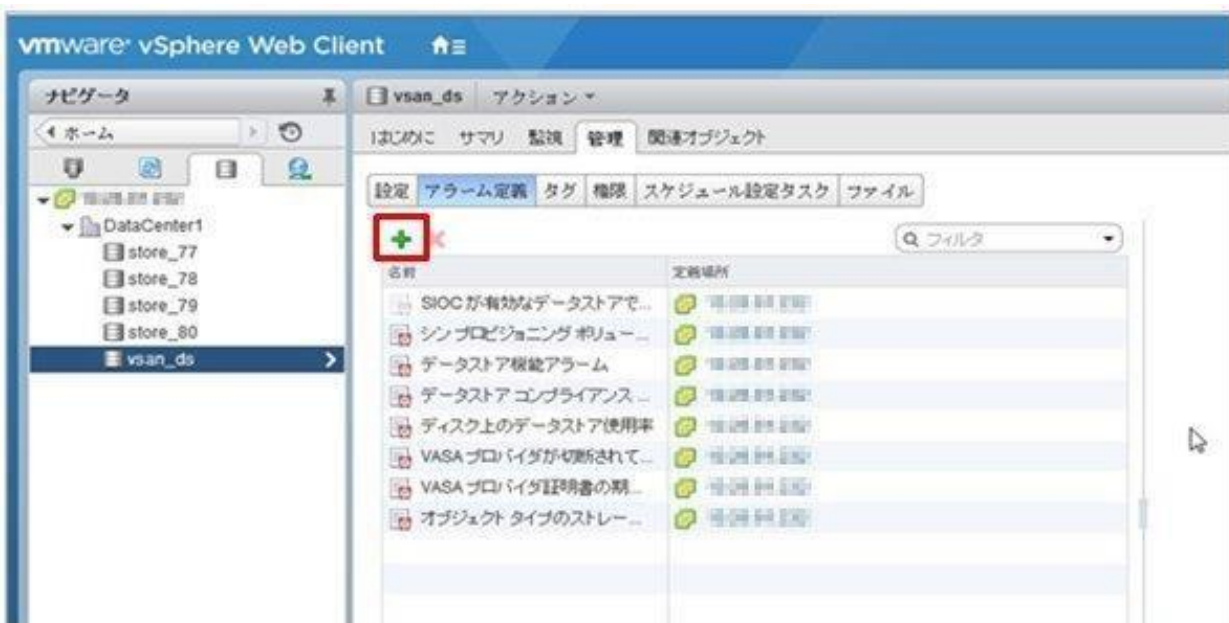 vmware vSphere Web Client
ナビゲータ
ホーム
DataCenter1
store_77
store_78
store_79
store_80
vsan_ds
vsan_ds アクション
はじめに サマリ 監視 管理 関連オブジェクト
設定 アラーム定義 タグ 権限 スケジュール設定タスク ファイル
フィルタ
名前 定義場所
SIOC が有効なデータストアで...
シン プロビジョニング ボリュー...
データストア機能アラーム
データストア コンプライアンス ...
ディスク上のデータストア使用率
VASA プロバイダが切断されて...
VASA プロバイダ証明書の期...
オブジェクト タイプのストレー...